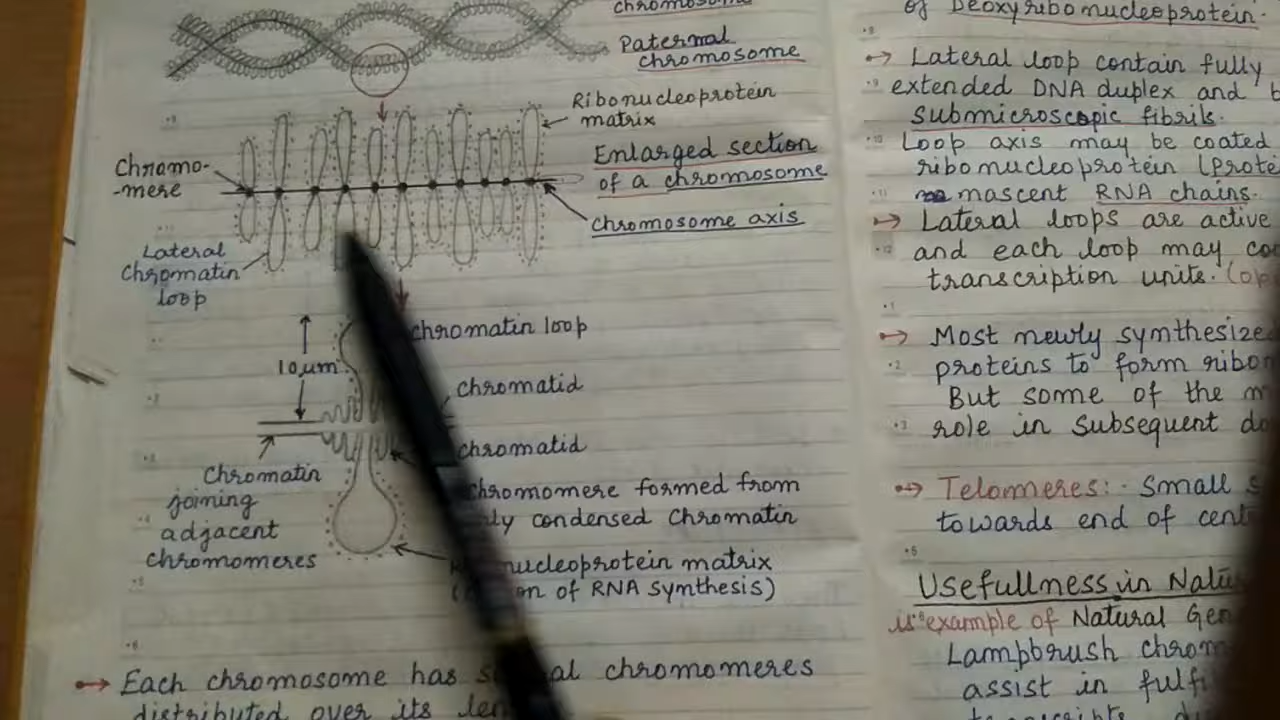 chromosome
Paternal
chromosome
Ribonucleoprotein
matrix
Enlarged section
of a chromosome
Chromosome axis
Chromo-
-mere
Lateral
Chromatin
loop
chromatin loop
10 µm
Chromatid
chromatid
Chromatin
joining
adjacent
chromomeres
chromomere formed from
condensed Chromatin
matrix
of RNA synthesis)
Each chromosome has chromomeres
distributed over its
of Deoxyribonucleoprotein.
Lateral loop contain fully
extended DNA duplex and
submicroscopic fibrils.
Loop axis may be coated
ribonucleoprotein
mascent RNA chains.
Lateral loops are active
and each loop may
transcription units.
Most newly
proteins to form
But some of the
role in subsequent
Telomeres:- Small
towards end of
Usefullness in
is example of Natural
Lampbrush
assist in